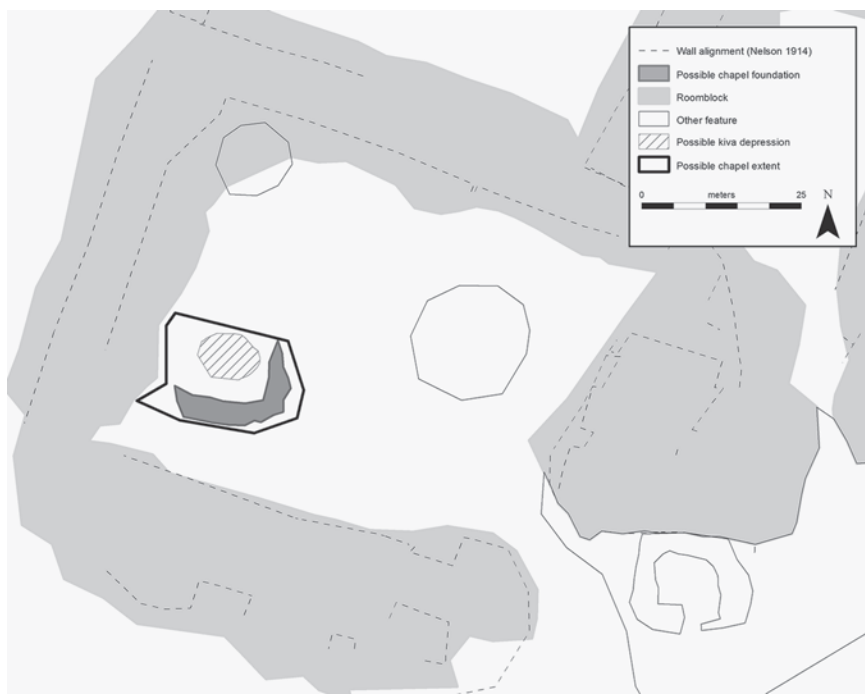 Wall alignment (Nelson 1914)
Possible chapel foundation
Roomblock
Other feature
Possible kiva depression
Possible chapel extent
0 meters 25
N